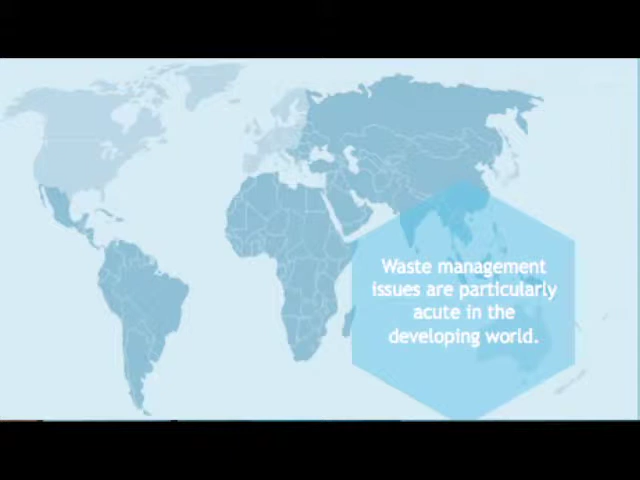 Waste management
issues are particularly
acute in the
developing world.